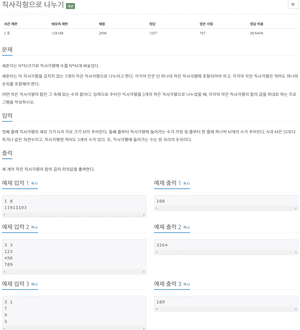 직사각형으로 나누기
시간 제한 메모리 제한 제출 정답 맞힌 사람 정답 비율
2 초 128 MB
문제
세준이는 N*M크기로 직사각형에 수를 N*M개 써놓았다.
세준이는 이 직사각형을 겹치지 않는 3개의 작은 직사각형으로 나누려고 한다. 각각의 칸은 단 하나의 작은 직사각형에 포함되어야 하고, 각각의 작은 직사각형은 적어도 하나의
숫자를 포함해야 한다.
어떤 작은 직사각형의 합은 그 속에 있는 수의 합이다. 입력으로 주어진 직사각형을 3개의 작은 직사각형으로 나누었을 때, 각각의 작은 직사각형의 합의 곱을 최대로 하는 프로
그램을 작성하시오.
입력
첫째 줄에 직사각형의 세로 크기 N과 가로 크기 M이 주어진다. 둘째 줄부터 직사각형에 들어가는 수가 가장 윗 줄부터 한 줄에 하나씩 M개의 수가 주어진다. N과 M은 50보다
작거나 같은 자연수이고, 직사각형엔 적어도 3개의 수가 있다. 또, 직사각형에 들어가는 수는 한 자리 숫자이다.
출력
세 개의 작은 직사각형의 합의 곱의 최댓값을 출력한다.
예제 입력 1 복사
1 8
11911103
예제 출력 1 복사
108
예제 입력 2 복사
3 3
123
456
789
예제 출력 2 복사
3264
예제 입력 3 복사
3 1
7
9
3
예제 출력 3 복사
189